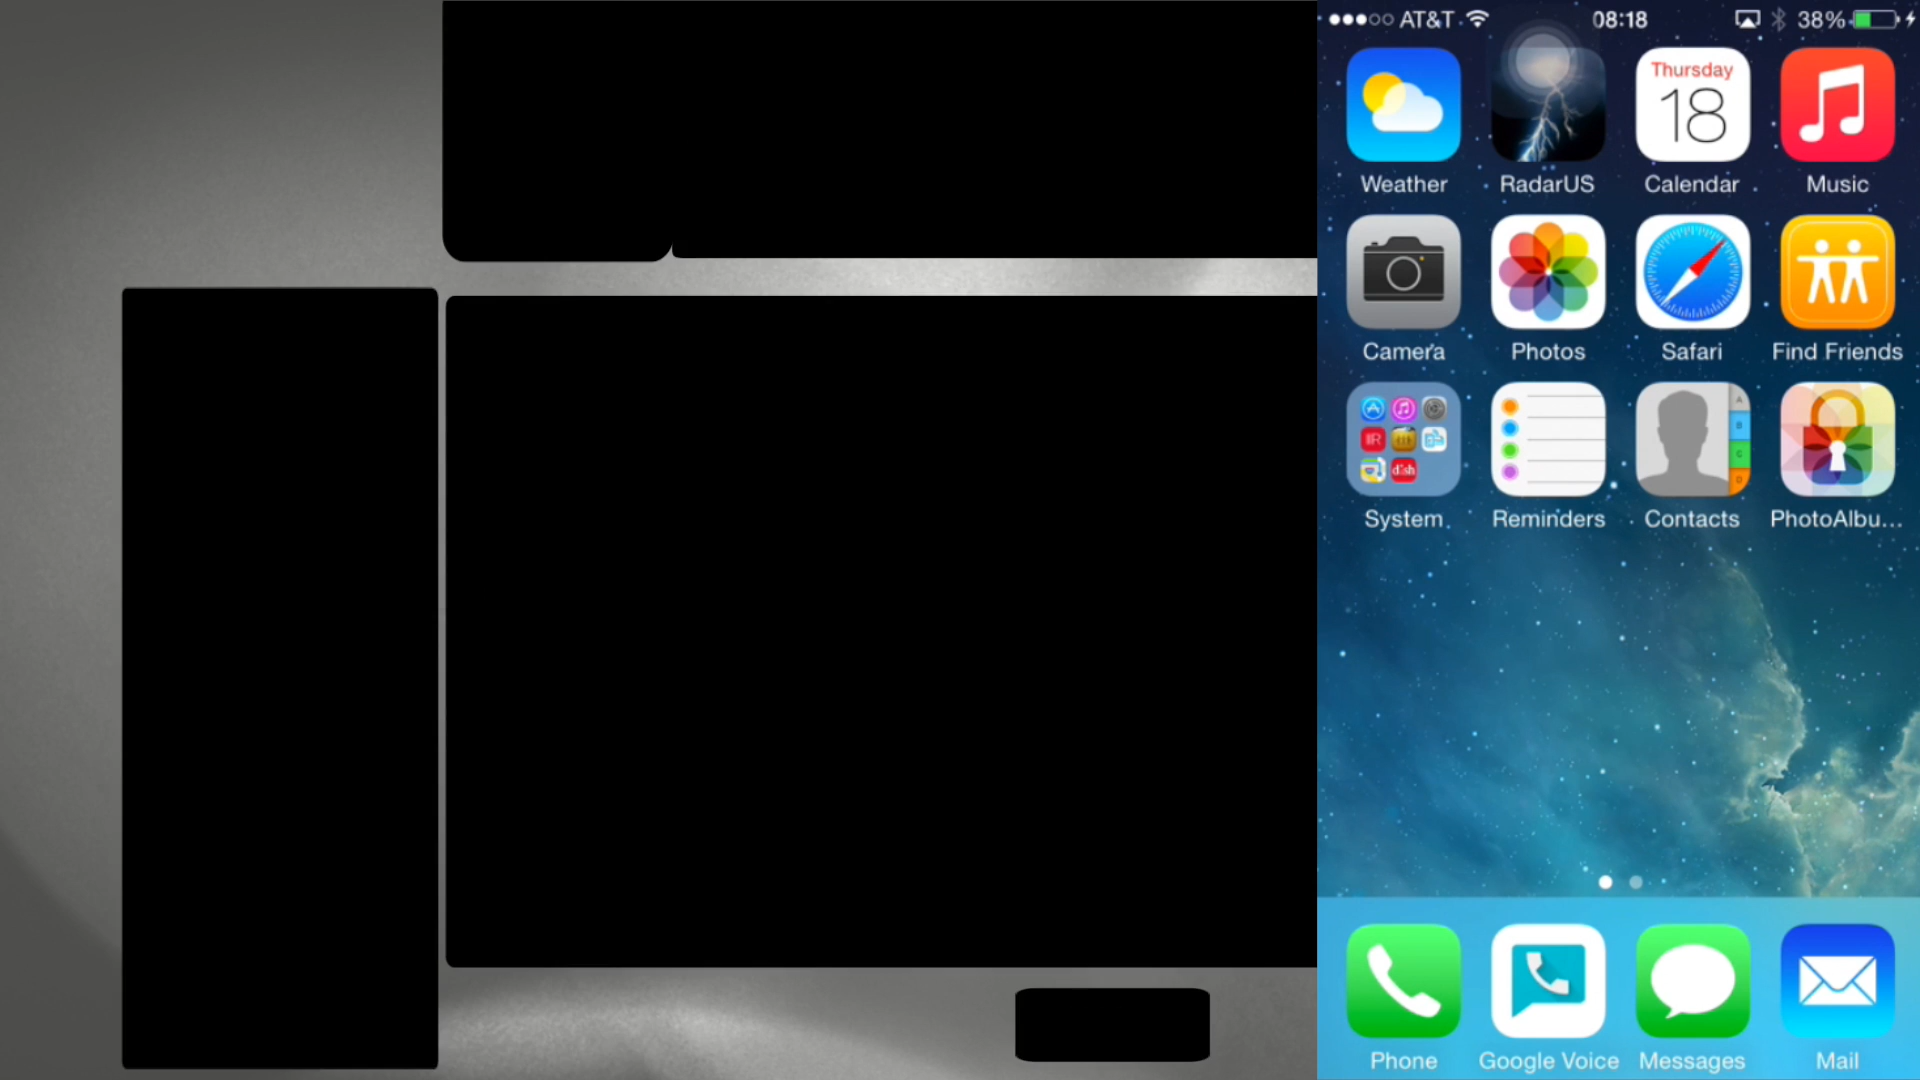 AT&T 08:18 38%
Thursday
18
Weather RadarUS Calendar Music
Camera Photos Safari Find Friends
A
B
C
D
dish
System Reminders Contacts PhotoAlbu...
Phone Google Voice Messages Mail